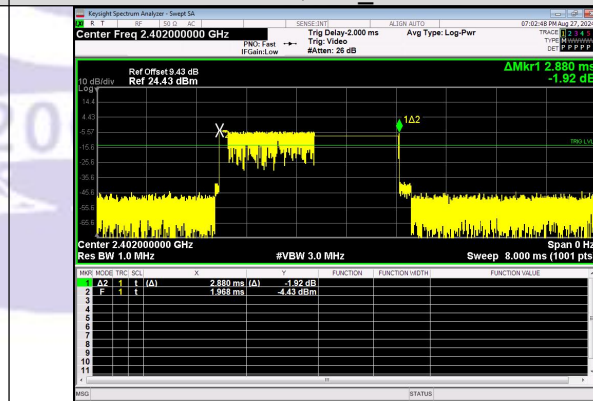 Keysight Spectrum Analyzer - Swept SA
R T RF 50 Ω AC SENSE:INT ALIGN AUTO 07:02:48 PM Aug 27, 2024
Center Freq 2.402000000 GHz
PNO: Fast
IFGain:Low
Trig Delay-2.000 ms
Trig: Video
#Atten: 26 dB
Avg Type: Log-Pwr
TRACE 1 2 3 4 5
TYPE M
DET P P P P P
Ref Offset 9.43 dB
10 dB/div Ref 24.43 dBm
ΔMkr1 2.880 ms
-1.92 dB
Log
14.4
4.43
-5.57
-15.6
-25.6
-35.6
-45.6
-55.6
-65.6
X2
1Δ2
TRIG LVL
Center 2.402000000 GHz Span 0 Hz
Res BW 1.0 MHz #VBW 3.0 MHz Sweep 8.000 ms (1001 pts)
MKR MODE TRC SCL X Y FUNCTION FUNCTION WIDTH FUNCTION VALUE
1 Δ2 1 t (Δ) 2.880 ms (Δ) -1.92 dB
2 F 1 t 1.968 ms -4.43 dBm
3
4
5
6
7
8
9
10
11
MSG STATUS
20